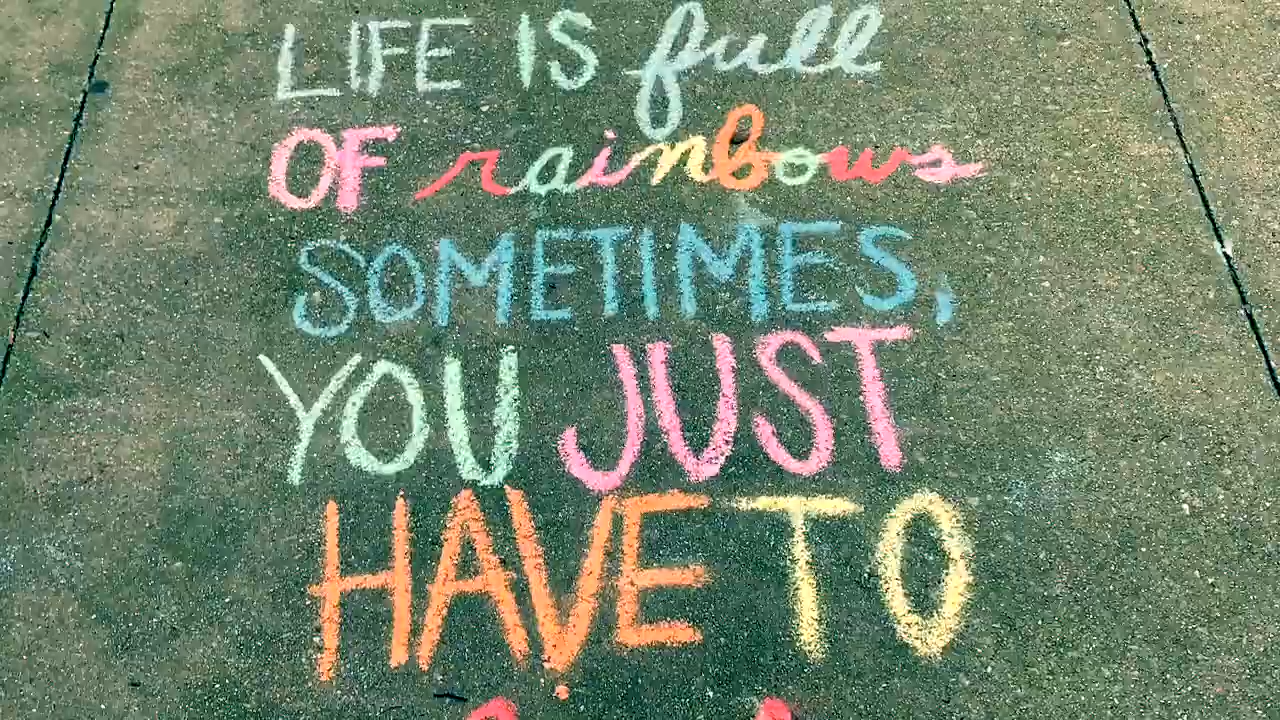 LIFE IS full
OF rainbows
SOMETIMES,
YOU JUST
HAVE TO